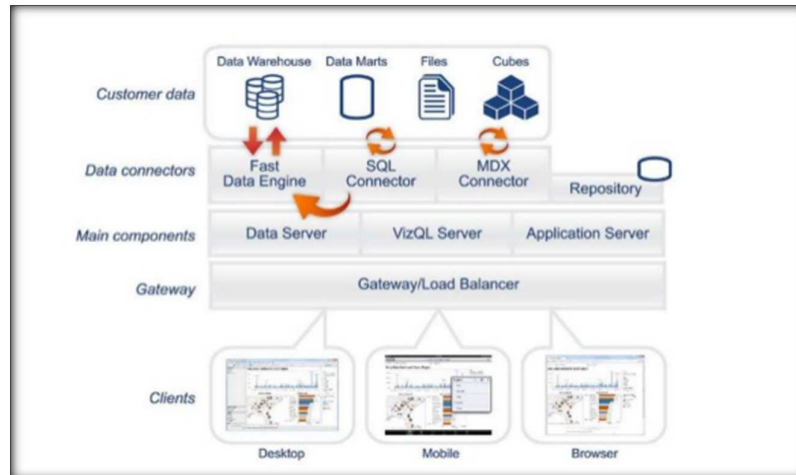 Data Warehouse
Data Marts
Files
Cubes
Customer data
Data connectors
Fast
Data Engine
SQL
Connector
MDX
Connector
Repository
Main components
Data Server
VizQL Server
Application Server
Gateway
Gateway/Load Balancer
Clients
Desktop
Mobile
Browser